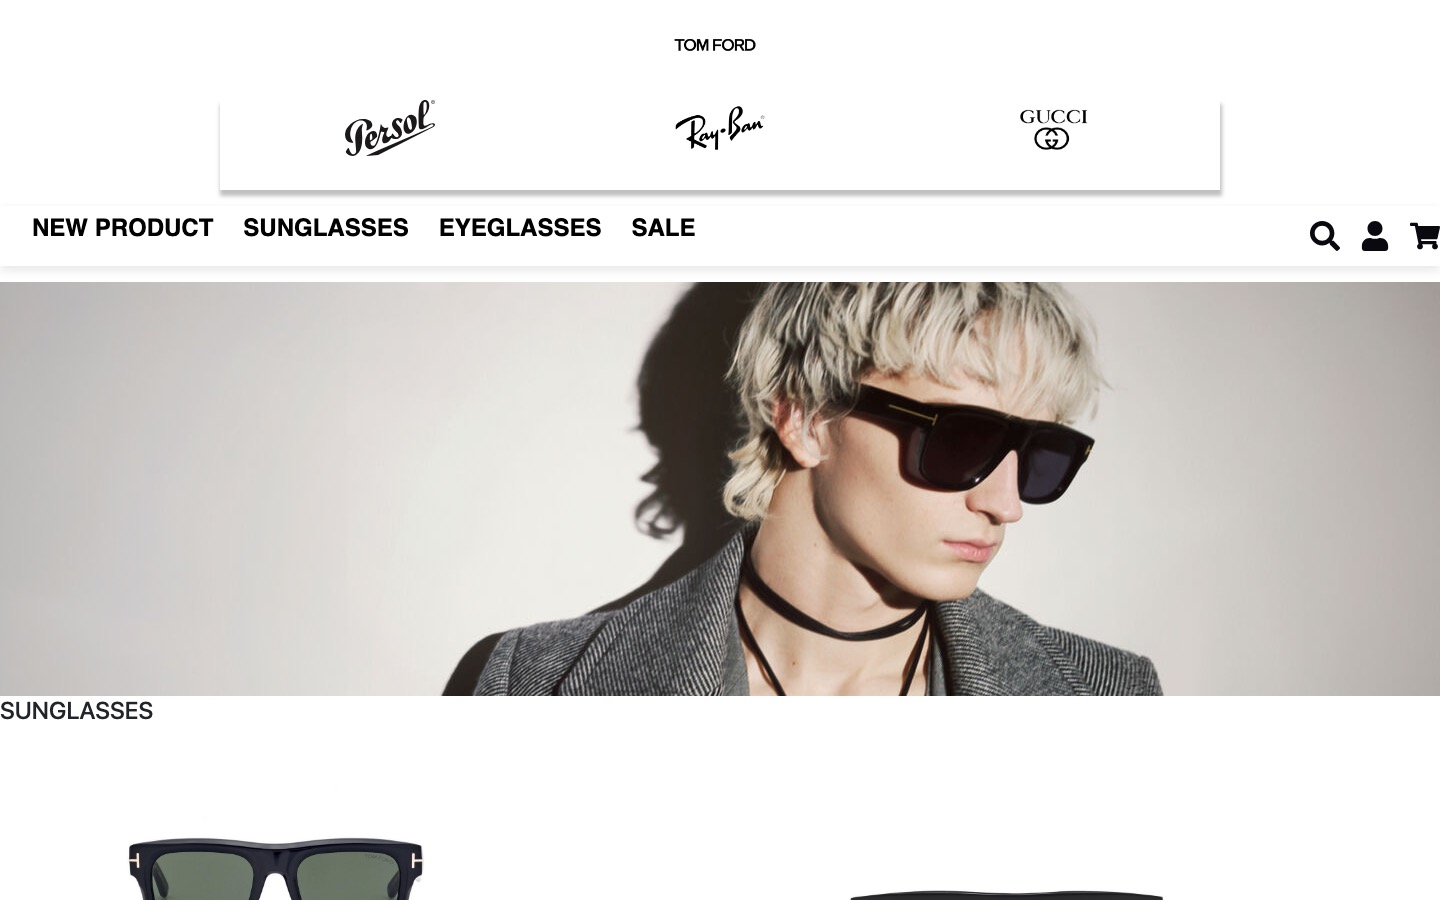 TOM FORD
Persol
Ray-Ban
GUCCI
NEW PRODUCT SUNGLASSES EYEGLASSES SALE
SUNGLASSES